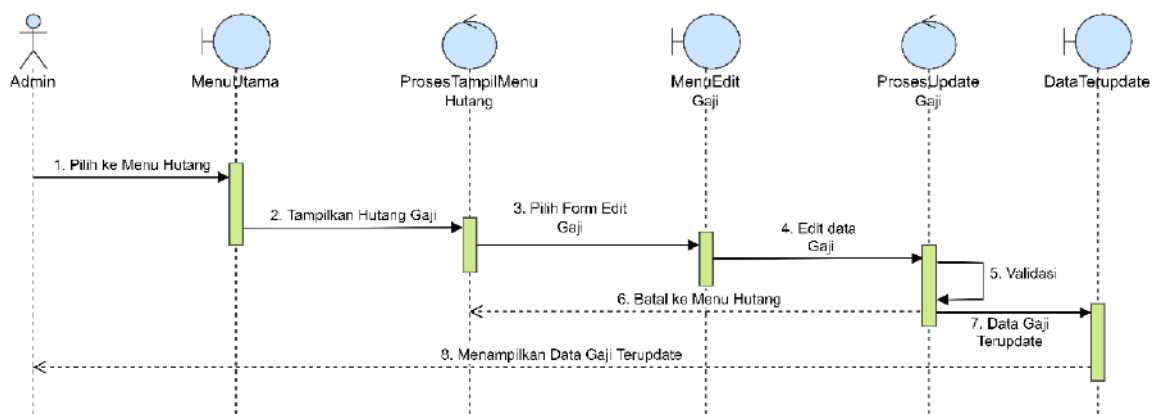 Admin
MenuUtama
ProsesTampilMenu
Hutang
MenuEdit
Gaji
ProsesUpdate
Gaji
DataTerupdate
1. Pilih ke Menu Hutang
2. Tampilkan Hutang Gaji
3. Pilih Form Edit
Gaji
4. Edit data
Gaji
5. Validasi
6. Batal ke Menu Hutang
7. Data Gaji
Terupdate
8. Menampilkan Data Gaji Terupdate